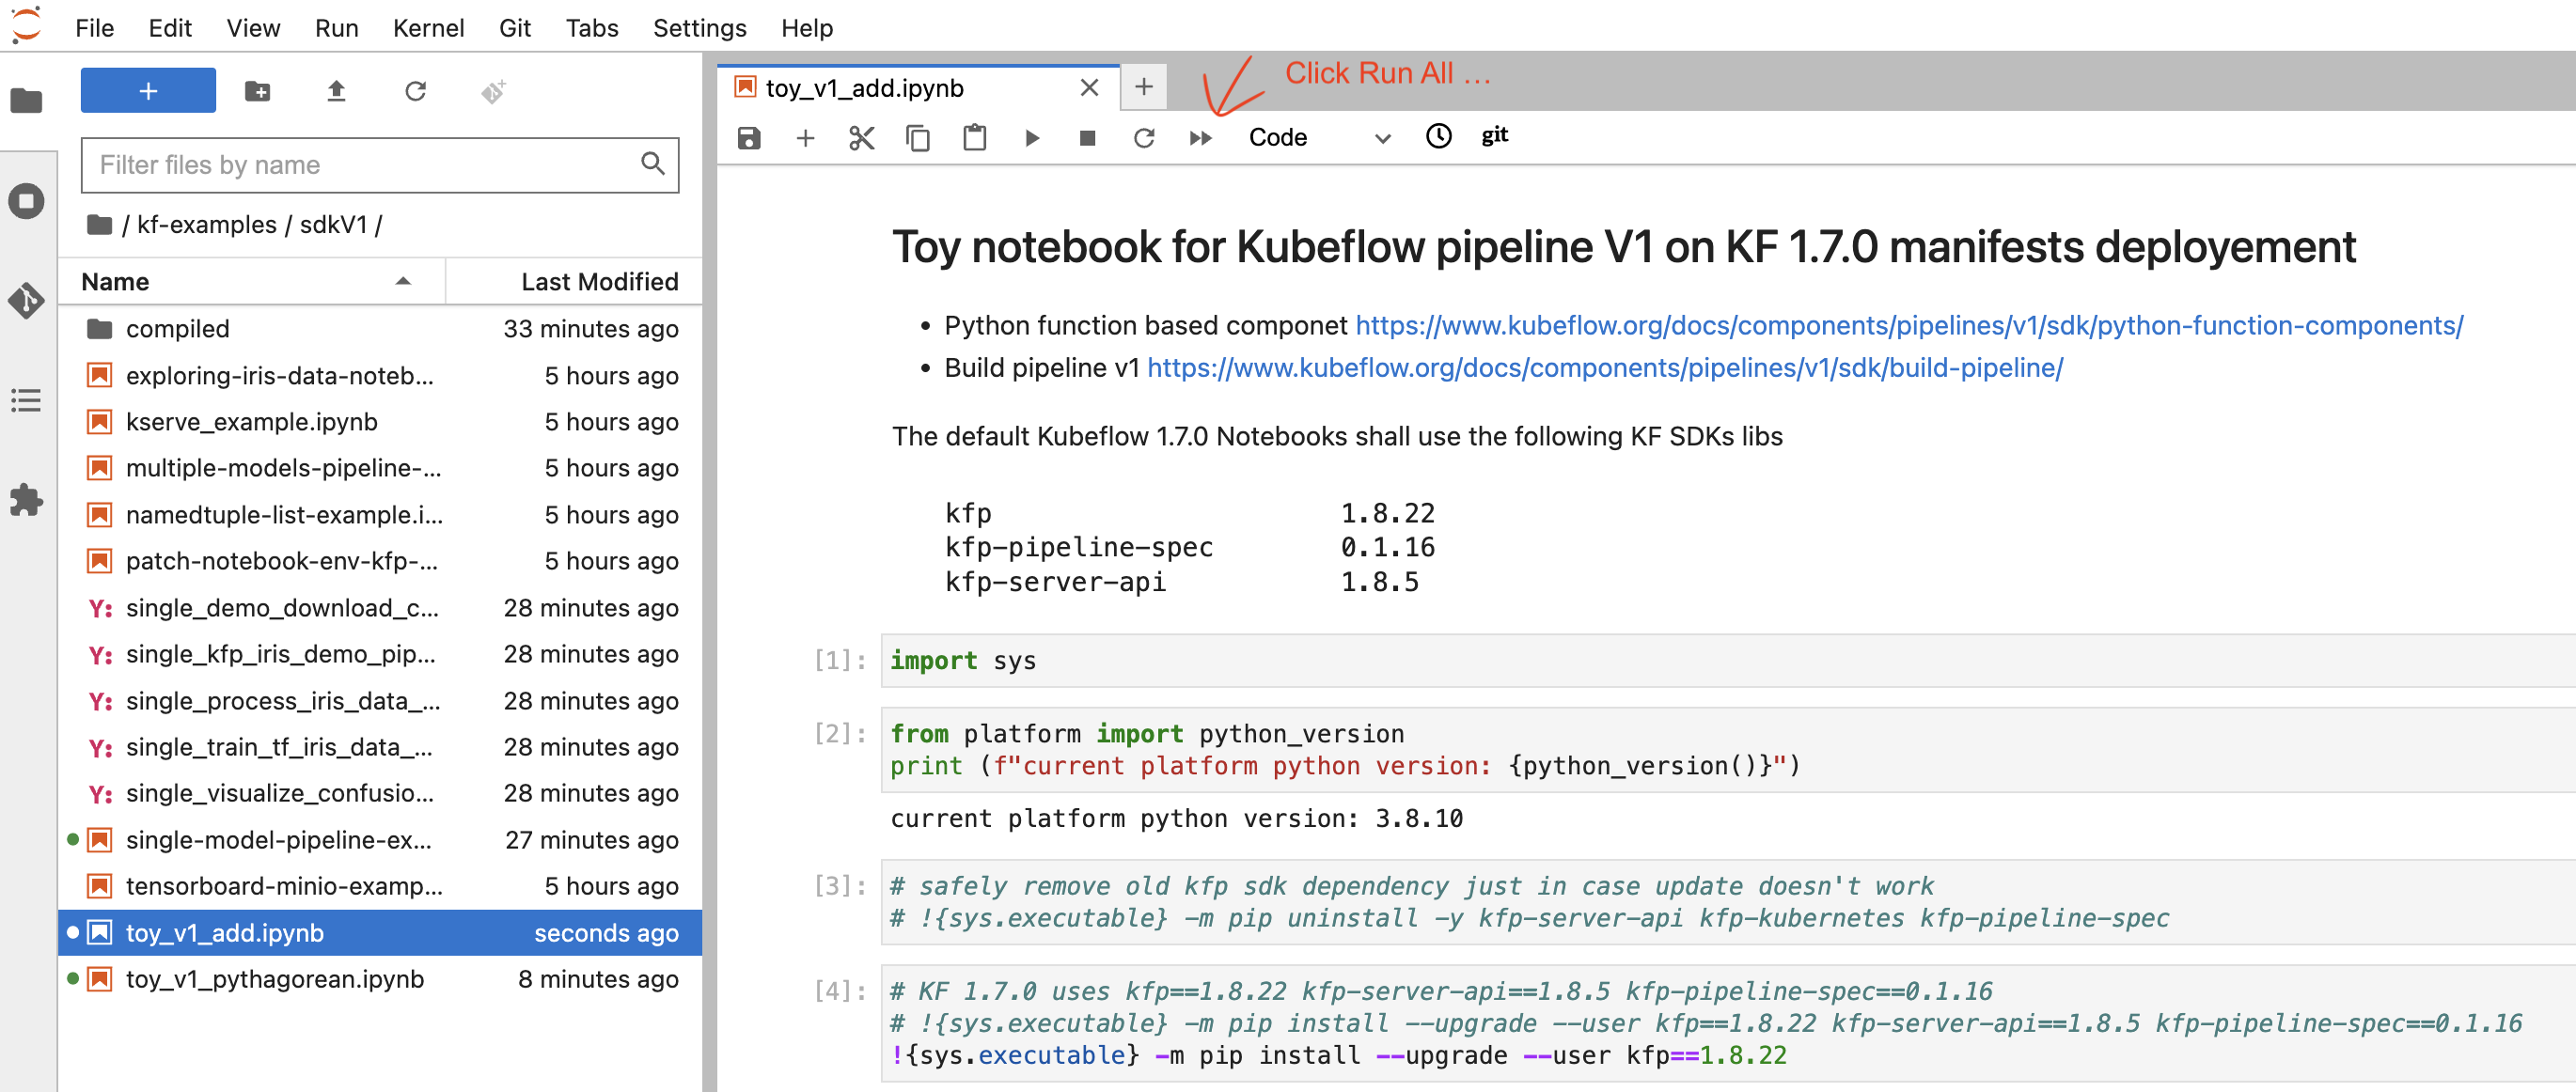 File Edit View Run Kernel Git Tabs Settings Help
+
Filter files by name
/ kf-examples / sdkV1 /
Name Last Modified
compiled 33 minutes ago
exploring-iris-data-noteb... 5 hours ago
kserve_example.ipynb 5 hours ago
multiple-models-pipeline-... 5 hours ago
namedtuple-list-example.i... 5 hours ago
patch-notebook-env-kfp-... 5 hours ago
Y: single_demo_download_c... 28 minutes ago
Y: single_kfp_iris_demo_pip... 28 minutes ago
Y: single_process_iris_data_... 28 minutes ago
Y: single_train_tf_iris_data_... 28 minutes ago
Y: single_visualize_confusio... 28 minutes ago
single-model-pipeline-ex... 27 minutes ago
tensorboard-minio-examp... 5 hours ago
toy_v1_add.ipynb seconds ago
toy_v1_pythagorean.ipynb 8 minutes ago
toy_v1_add.ipynb
Click Run All ...
Code git
Toy notebook for Kubeflow pipeline V1 on KF 1.7.0 manifests deployement
• Python function based componet https://www.kubeflow.org/docs/components/pipelines/v1/sdk/python-function-components/
• Build pipeline v1 https://www.kubeflow.org/docs/components/pipelines/v1/sdk/build-pipeline/
The default Kubeflow 1.7.0 Notebooks shall use the following KF SDKs libs
kfp 1.8.22
kfp-pipeline-spec 0.1.16
kfp-server-api 1.8.5
[1]: import sys
[2]: from platform import python_version
print (f"current platform python version: {python_version()}")
current platform python version: 3.8.10
[3]: # safely remove old kfp sdk dependency just in case update doesn't work
# !{sys.executable} -m pip uninstall -y kfp-server-api kfp-kubernetes kfp-pipeline-spec
[4]: # KF 1.7.0 uses kfp==1.8.22 kfp-server-api==1.8.5 kfp-pipeline-spec==0.1.16
# !{sys.executable} -m pip install --upgrade --user kfp==1.8.22 kfp-server-api==1.8.5 kfp-pipeline-spec==0.1.16
!{sys.executable} -m pip install --upgrade --user kfp==1.8.22